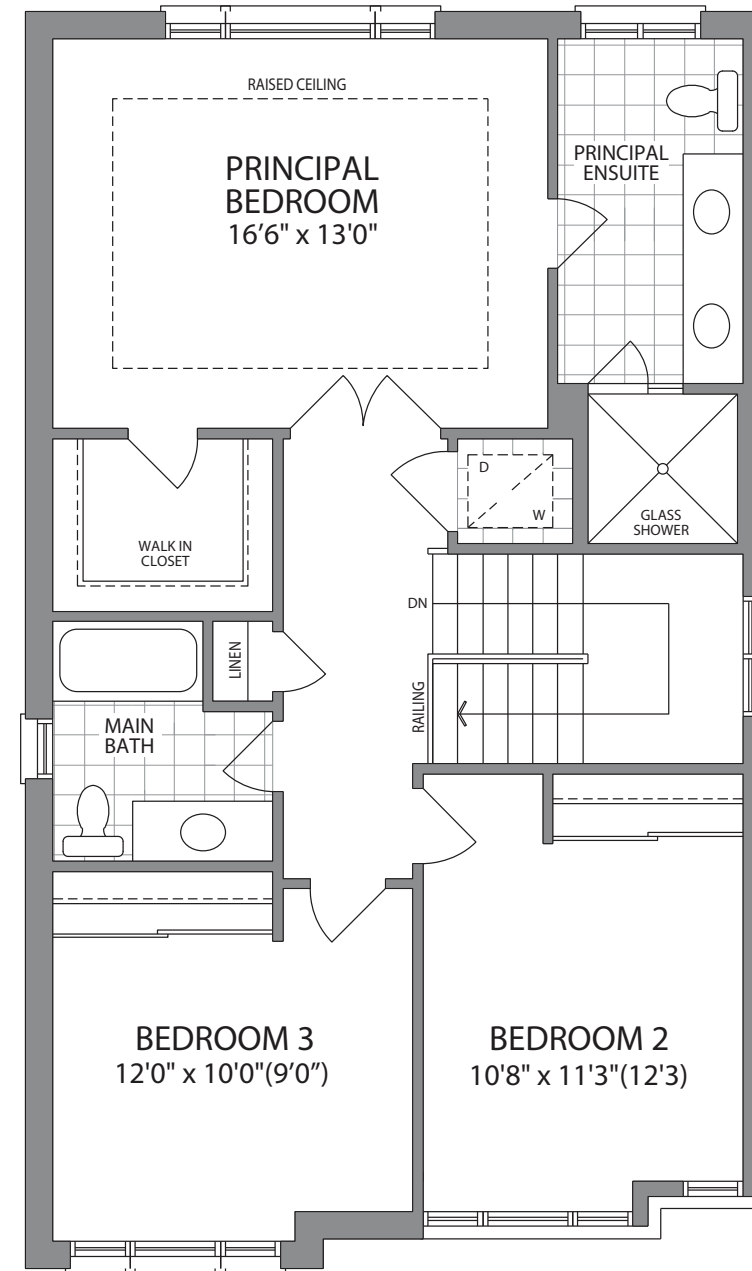 RAISED CEILING
PRINCIPAL
BEDROOM
16’6" x 13'0"
PRINCIPAL
ENSUITE
D
W
GLASS
SHOWER
WALK IN
CLOSET
DN
LINEN
RAILING
MAIN
BATH
BEDROOM 3
12'0" x 10'0"(9'0”)
BEDROOM 2
10'8" x 11'3"(12'3)